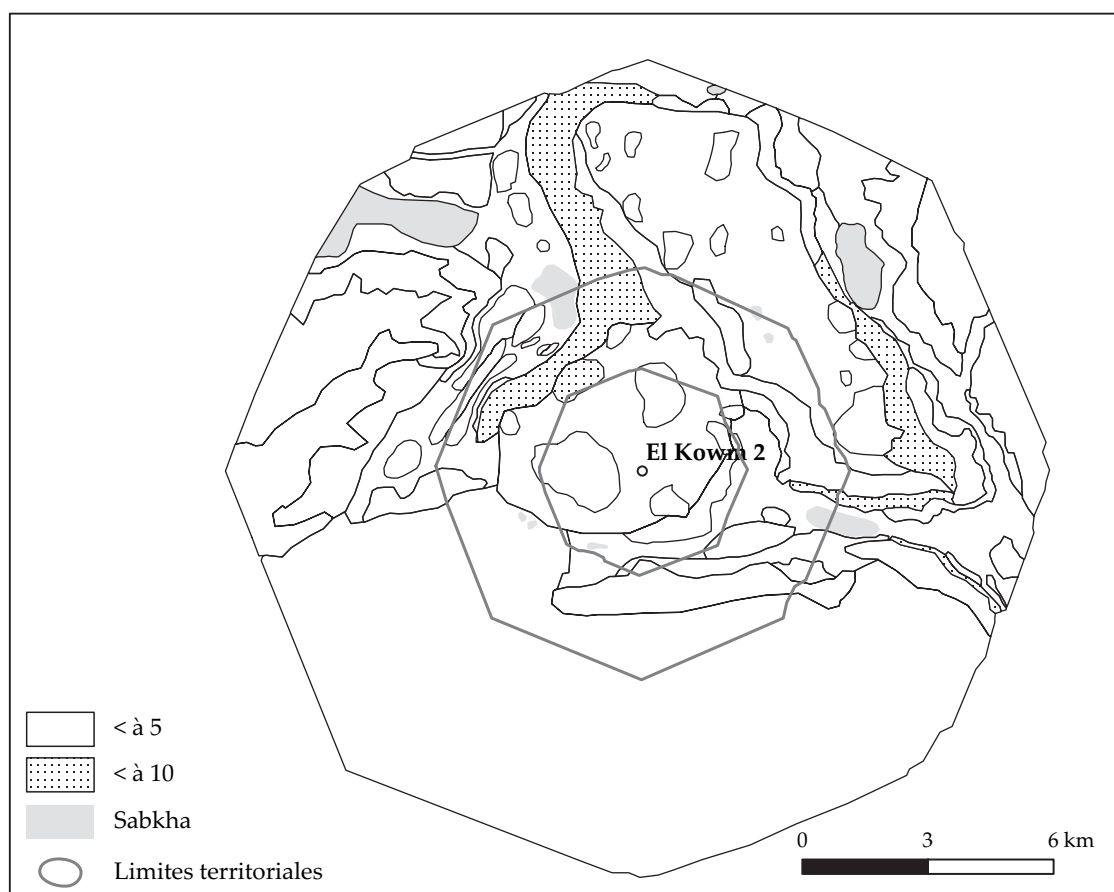 El Kowm 2
< à 5
< à 10
Sabkha
Limites territoriales
0 3 6 km